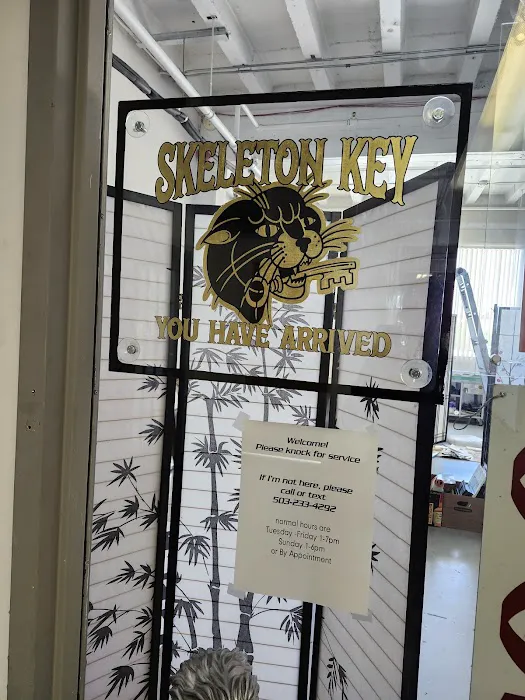 SKELETON KEY
YOU HAVE ARRIVED
Welcome!
Please knock for service
If I'm not here, please
call or text
503-233-4292
normal hours are
Tuesday -Friday 1-7pm
Sunday 1-6pm
or By Appointment